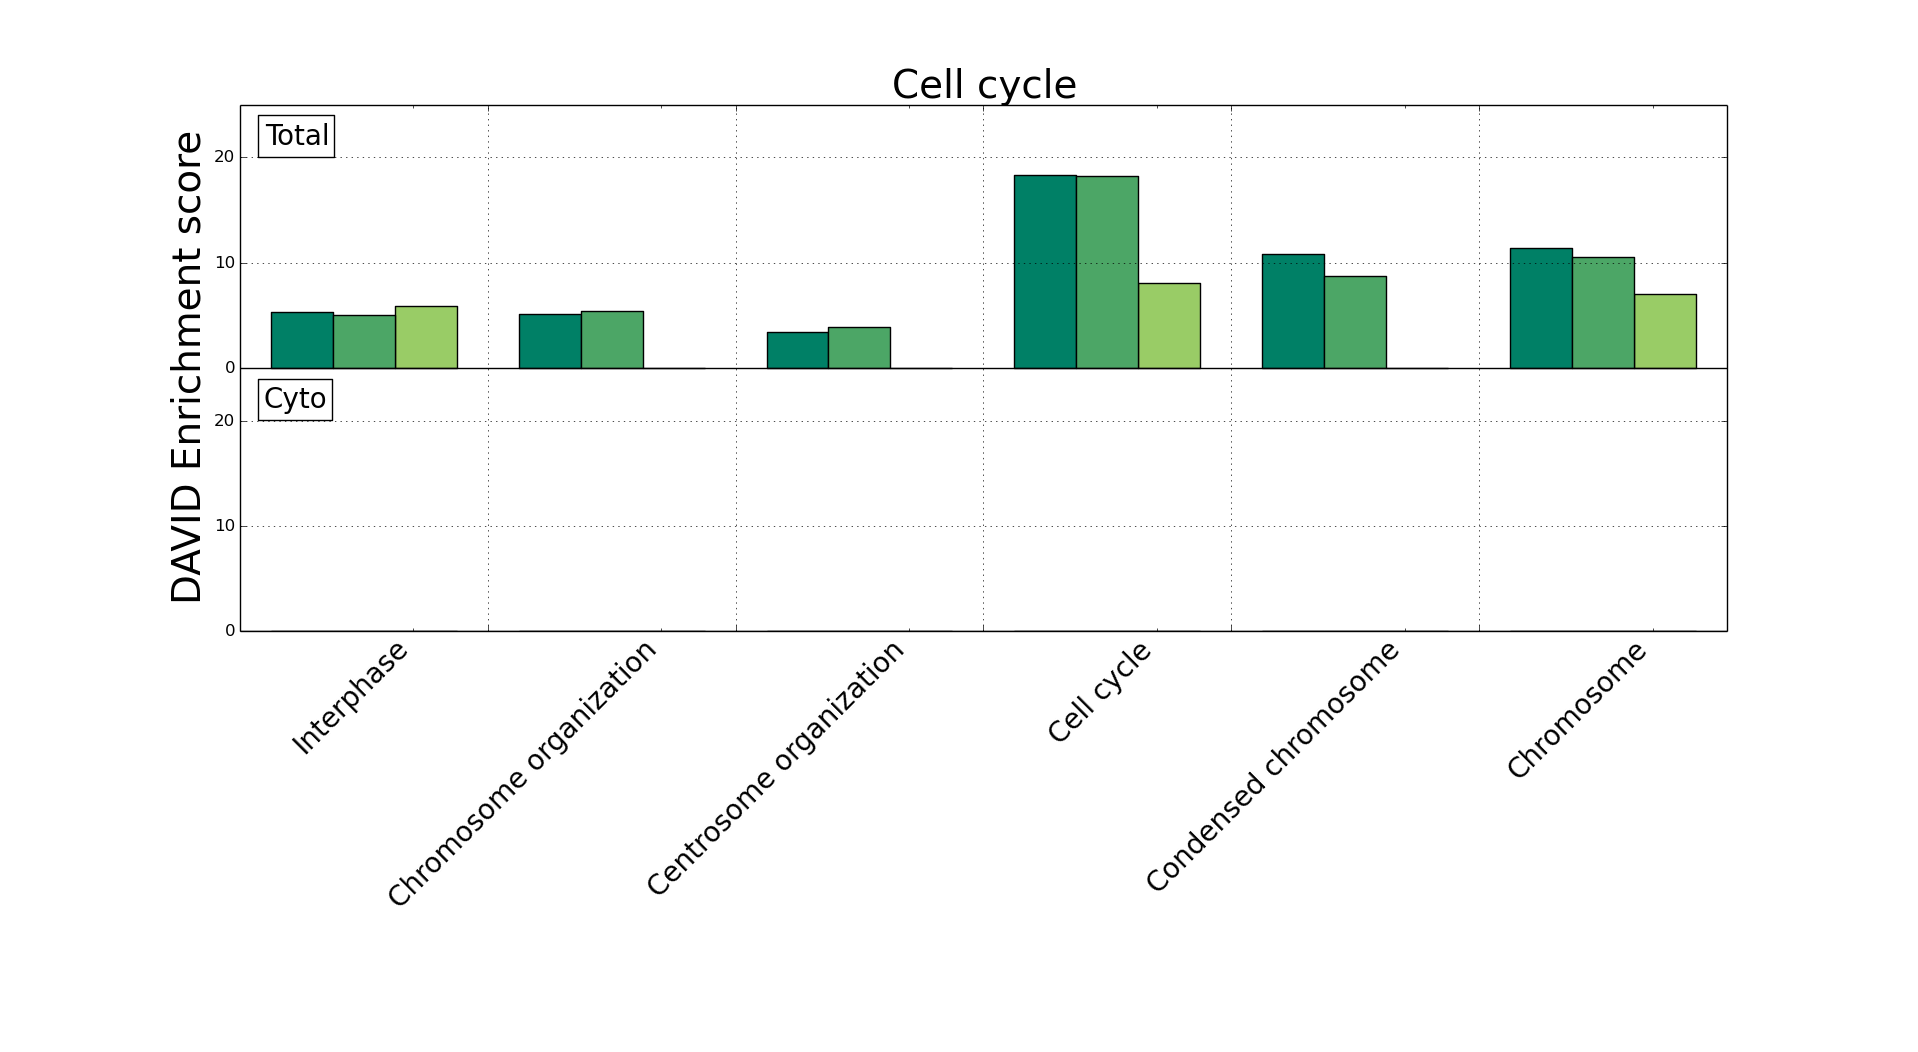 Cell cycle
DAVID Enrichment score
Total
20
10
0
Cyto
20
10
0
Interphase
Chromosome organization
Centrosome organization
Cell cycle
Condensed chromosome
Chromosome